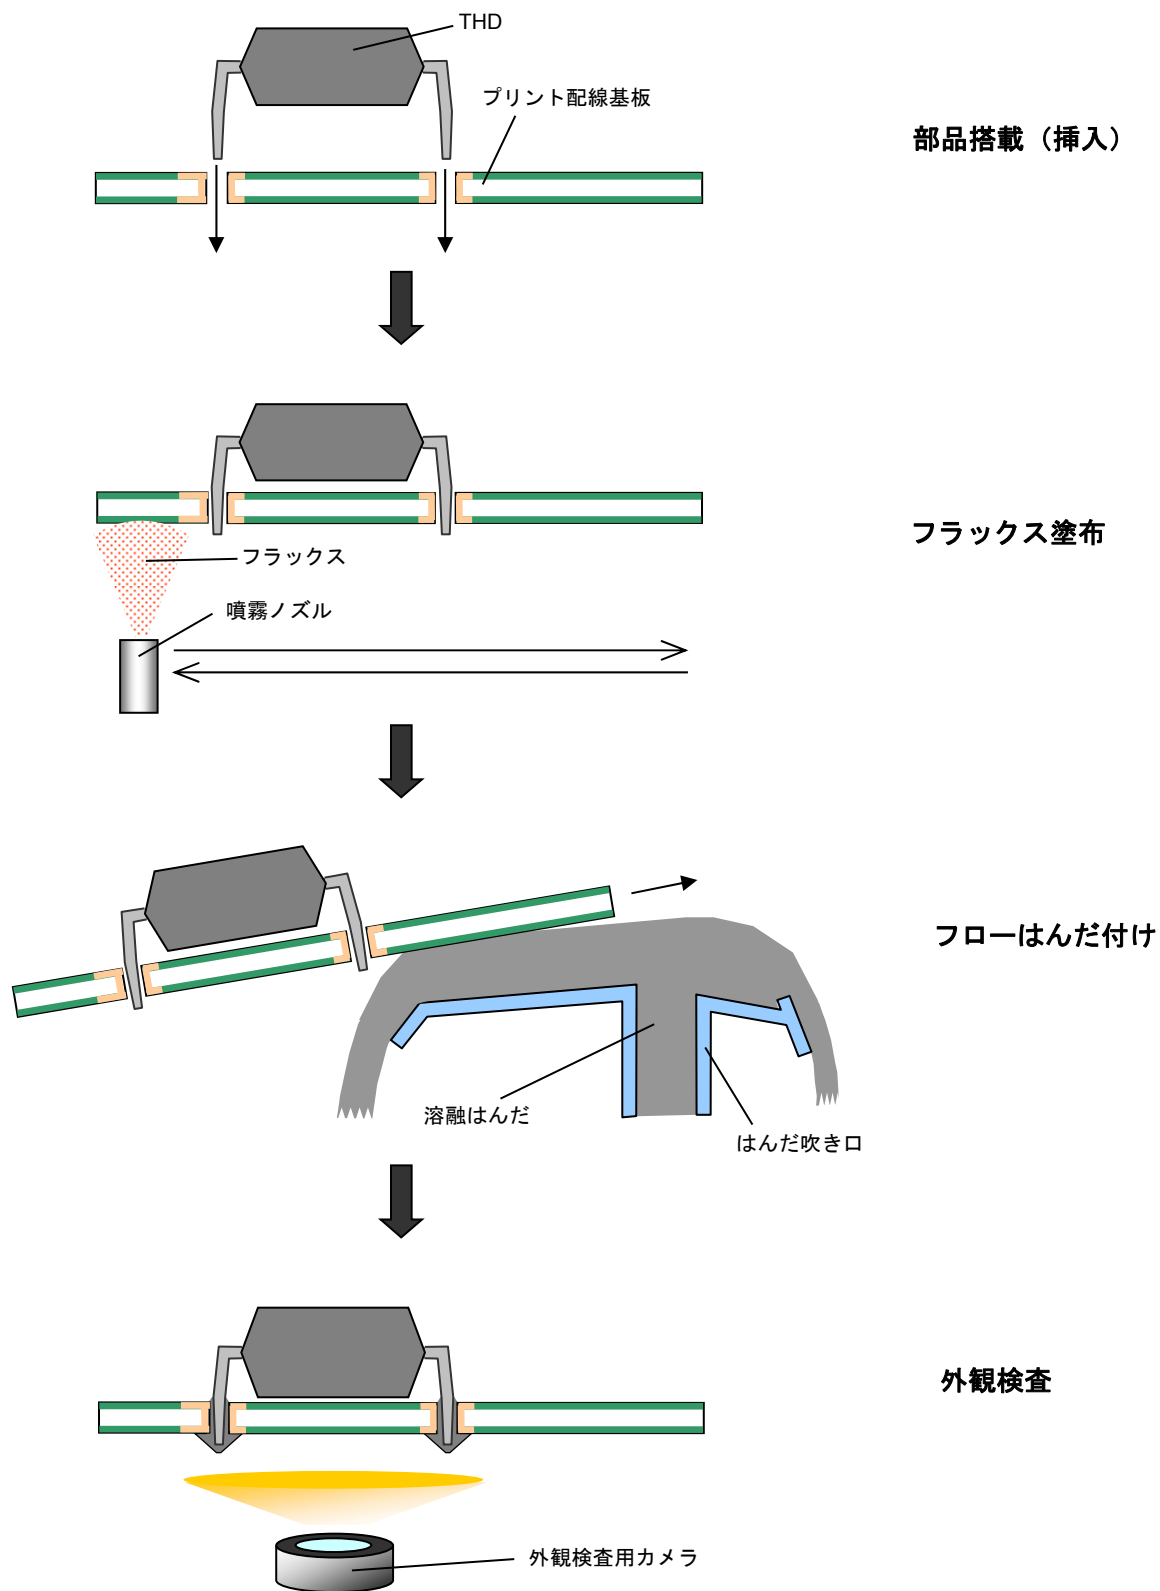 THD
プリント配線基板
部品搭載（挿入）
フラックス塗布
フラックス
噴霧ノズル
フローはんだ付け
溶融はんだ
はんだ吹き口
外観検査
外観検査用カメラ